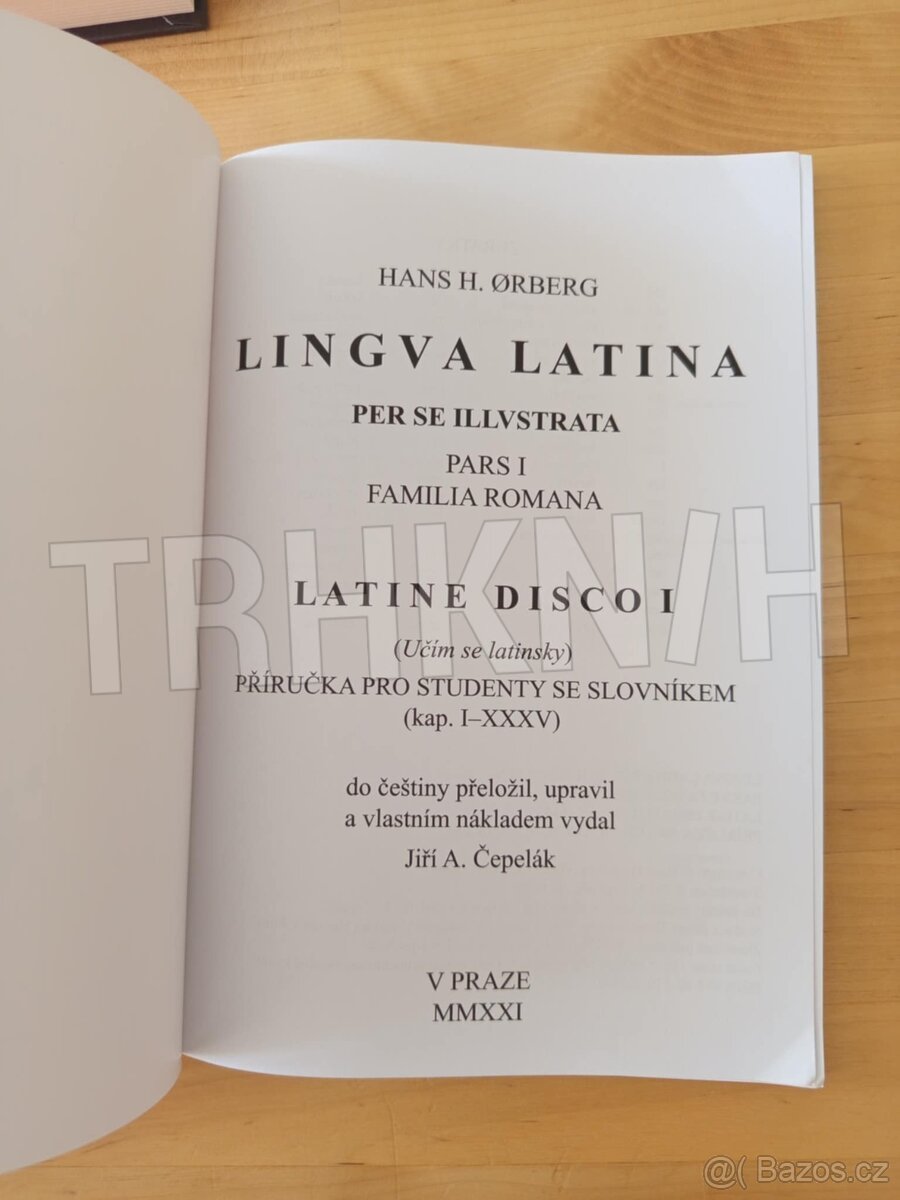 HANS H. ØRBERG
LINGVA LATINA
PER SE ILLVSTRATA
PARS I
FAMILIA ROMANA
TRHKN/H
LATINE DISCO I
(Učím se latinsky)
PŘÍRUČKA PRO STUDENTY SE SLOVNÍKEM
(kap. I–XXXV)
do češtiny přeložil, upravil
a vlastním nákladem vydal
Jiří A. Čepelák
V PRAZE
MMXXI
@( Bazos.cz